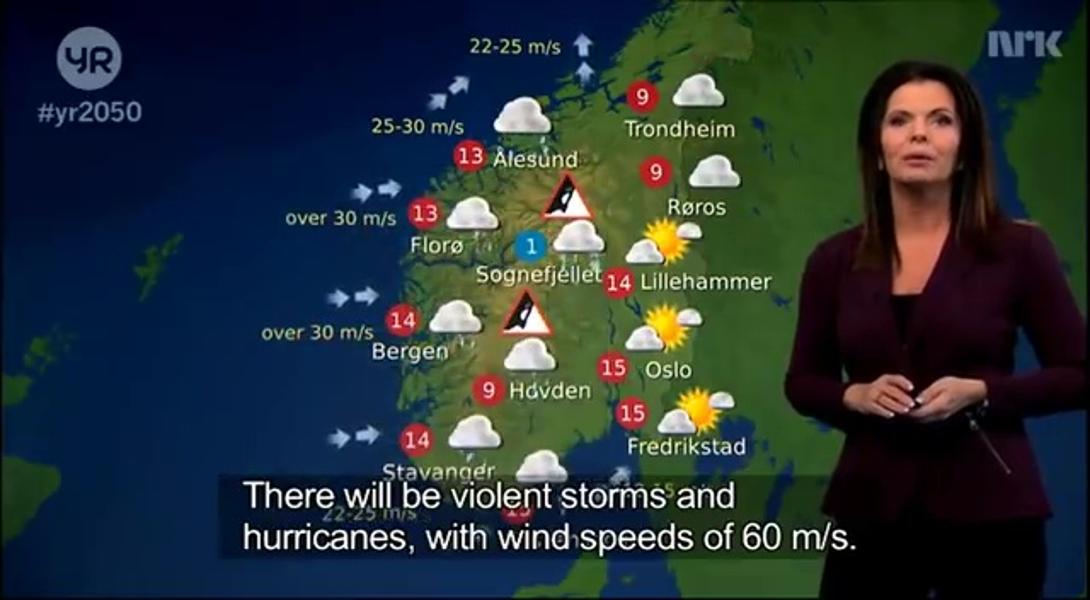 YR
#yr2050
nrk
22-25 m/s
25-30 m/s
9
Trondheim
13 Ålesund
9
Røros
over 30 m/s
13
Florø
1
Sognefjellet
14 Lillehammer
over 30 m/s
14
Bergen
15 Oslo
9 Hovden
15
Fredrikstad
14
Stavanger
22-25 m/s
There will be violent storms and
hurricanes, with wind speeds of 60 m/s.